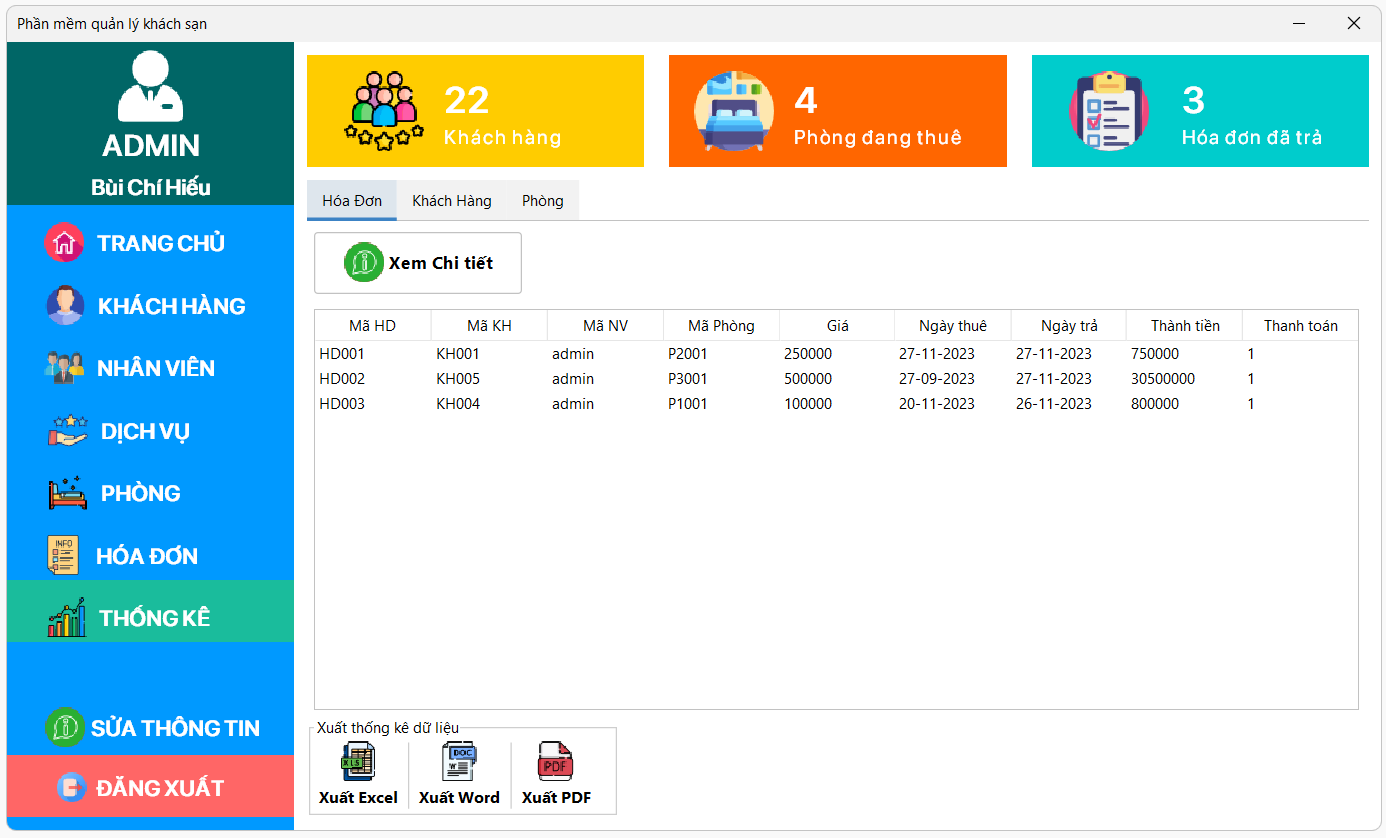 Phần mềm quản lý khách sạn
ADMIN
Bùi Chí Hiếu
TRANG CHỦ
KHÁCH HÀNG
NHÂN VIÊN
DỊCH VỤ
PHÒNG
INFO
HÓA ĐƠN
THỐNG KÊ
SỬA THÔNG TIN
ĐĂNG XUẤT
22
Khách hàng
4
Phòng đang thuê
3
Hóa đơn đã trả
Hóa Đơn Khách Hàng Phòng
Xem Chi tiết
Mã HD Mã KH Mã NV Mã Phòng Giá Ngày thuê Ngày trả Thành tiền Thanh toán
HD001 KH001 admin P2001 250000 27-11-2023 27-11-2023 750000 1
HD002 KH005 admin P3001 500000 27-09-2023 27-11-2023 30500000 1
HD003 KH004 admin P1001 100000 20-11-2023 26-11-2023 800000 1
Xuất thống kê dữ liệu
XLS DOC W PDF
Xuất Excel Xuất Word Xuất PDF